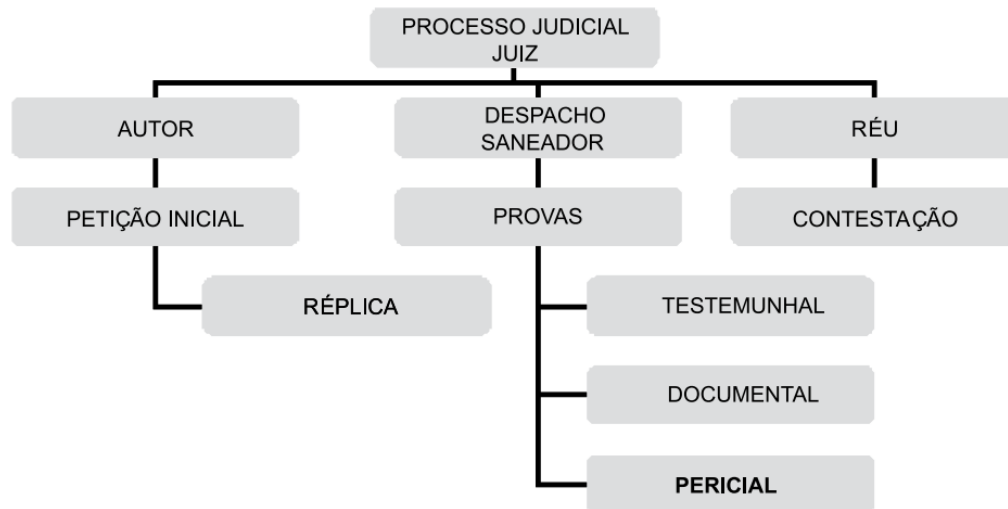 PROCESSO JUDICIAL
JUIZ
AUTOR
DESPACHO
SANEADOR
RÉU
PETIÇÃO INICIAL
PROVAS
CONTESTAÇÃO
RÉPLICA
TESTEMUNHAL
DOCUMENTAL
PERICIAL